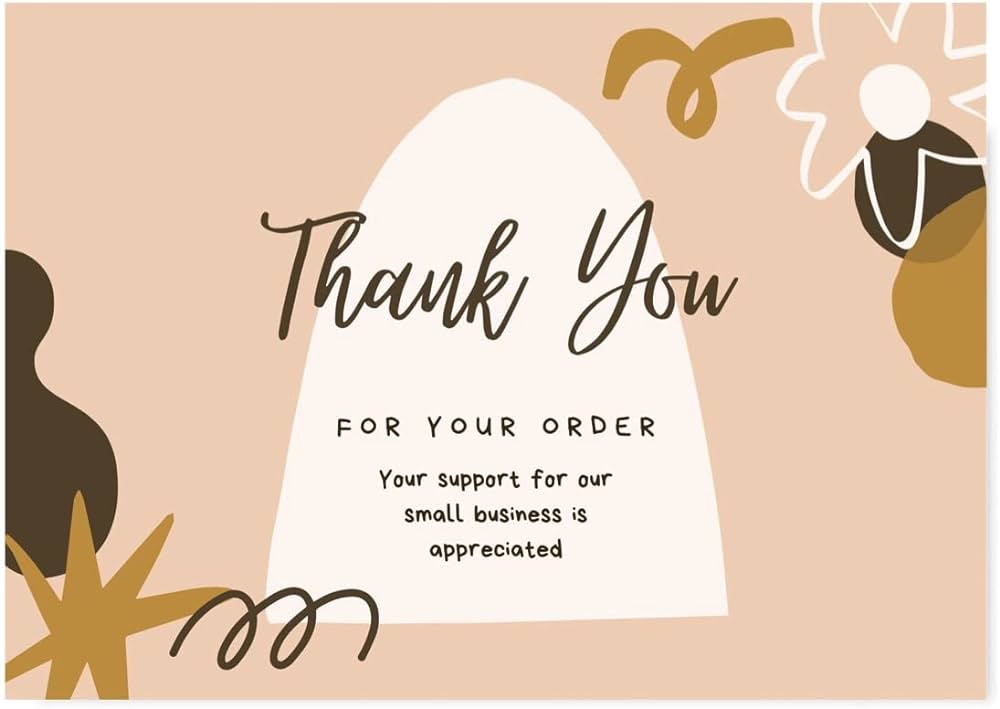 Thank You
FOR YOUR ORDER
Your support for our
small business is
appreciated